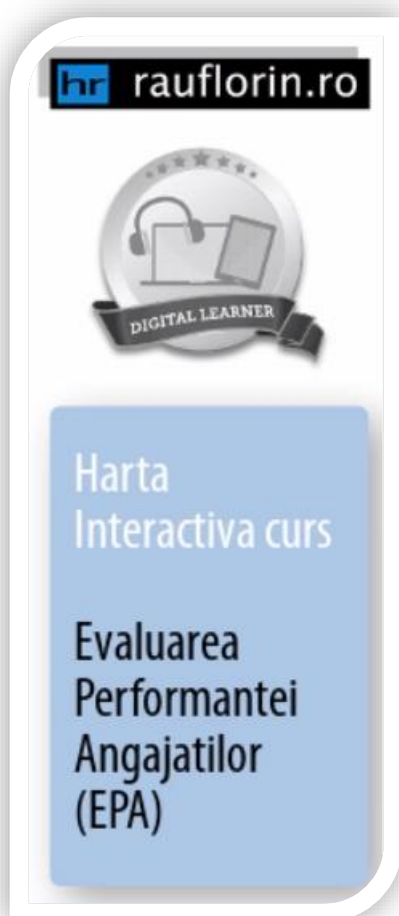 hr rauflorin.ro
DIGITAL LEARNER
Harta
Interactiva curs
Evaluarea
Performantei
Angajatilor
(EPA)